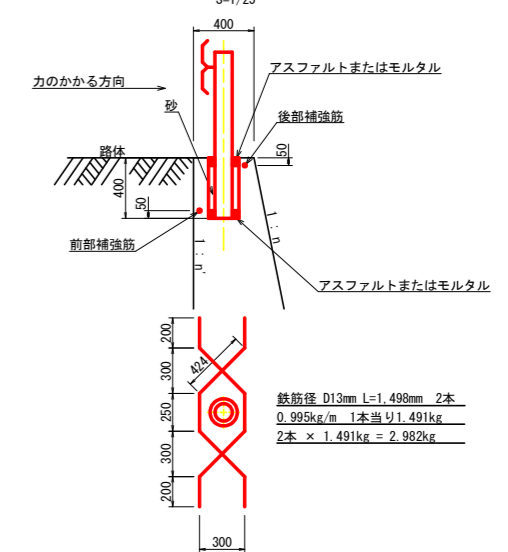 S=1/25
400
アスファルトまたはモルタル
力のかかる方向
砂
後部補強筋
路体
50
400
50
前部補強筋
1:n'
1:n
アスファルトまたはモルタル
200
300
424
250
300
200
300
鉄筋径 D13mm L=1,498mm 2本
0.995kg/m 1本当り1.491kg
2本 × 1.491kg = 2.982kg